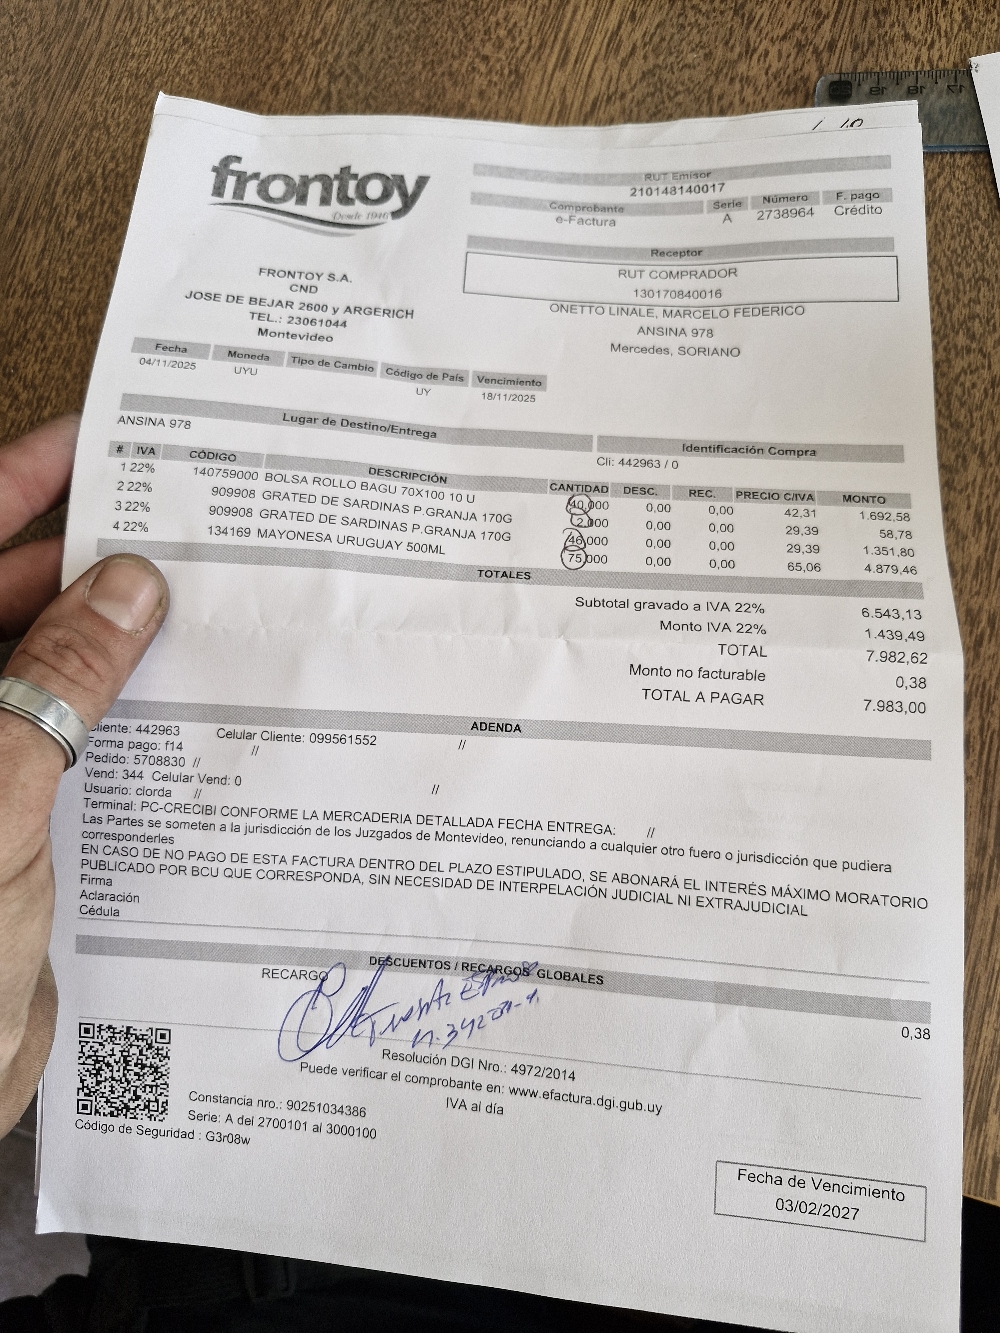 1 10
frontoy
Desde 1946
RUT Emisor
210148140017
Comprobante Serie Número F. pago
e-Factura A 2738964 Crédito
Receptor
RUT COMPRADOR
130170840016
ONETTO LINALE, MARCELO FEDERICO
ANSINA 978
Mercedes, SORIANO
FRONTOY S.A.
CND
JOSE DE BEJAR 2600 y ARGERICH
TEL.: 23061044
Montevideo
Fecha Moneda Tipo de Cambio Código de País Vencimiento
04/11/2025 UYU UY 18/11/2025
Lugar de Destino/Entrega
ANSINA 978
Identificación Compra
Cli: 442963 / 0
# IVA CÓDIGO DESCRIPCIÓN CANTIDAD DESC. REC. PRECIO C/IVA MONTO
1 22% 140759000 BOLSA ROLLO BAGU 70X100 10 U 40,000 0,00 0,00 42,31 1.692,58
2 22% 909908 GRATED DE SARDINAS P.GRANJA 170G 2,000 0,00 0,00 29,39 58,78
3 22% 909908 GRATED DE SARDINAS P.GRANJA 170G 46,000 0,00 0,00 29,39 1.351,80
4 22% 134169 MAYONESA URUGUAY 500ML 75,000 0,00 0,00 65,06 4.879,46
TOTALES
Subtotal gravado a IVA 22% 6.543,13
Monto IVA 22% 1.439,49
TOTAL 7.982,62
Monto no facturable 0,38
TOTAL A PAGAR 7.983,00
ADENDA
Cliente: 442963 Celular Cliente: 099561552 //
Forma pago: f14 //
Pedido: 5708830 //
Vend: 344 Celular Vend: 0 //
Usuario: clorda //
Terminal: PC-CRECIBI CONFORME LA MERCADERIA DETALLADA FECHA ENTREGA: //
Las Partes se someten a la jurisdicción de los Juzgados de Montevideo, renunciando a cualquier otro fuero o jurisdicción que pudiera
corresponderles
EN CASO DE NO PAGO DE ESTA FACTURA DENTRO DEL PLAZO ESTIPULADO, SE ABONARÁ EL INTERÉS MÁXIMO MORATORIO
PUBLICADO POR BCU QUE CORRESPONDA, SIN NECESIDAD DE INTERPELACIÓN JUDICIAL NI EXTRAJUDICIAL
Firma
Aclaración
Cédula
DESCUENTOS / RECARGOS GLOBALES
RECARGO 0,38
Resolución DGI Nro.: 4972/2014
Puede verificar el comprobante en: www.efactura.dgi.gub.uy
IVA al día
Constancia nro.: 90251034386
Serie: A del 2700101 al 3000100
Código de Seguridad : G3r08w
Fecha de Vencimiento
03/02/2027